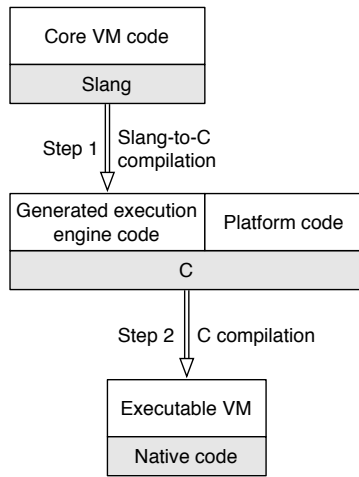 Core VM code
Slang
Step 1
Slang-to-C
compilation
Generated execution
engine code
Platform code
C
Step 2
C compilation
Executable VM
Native code